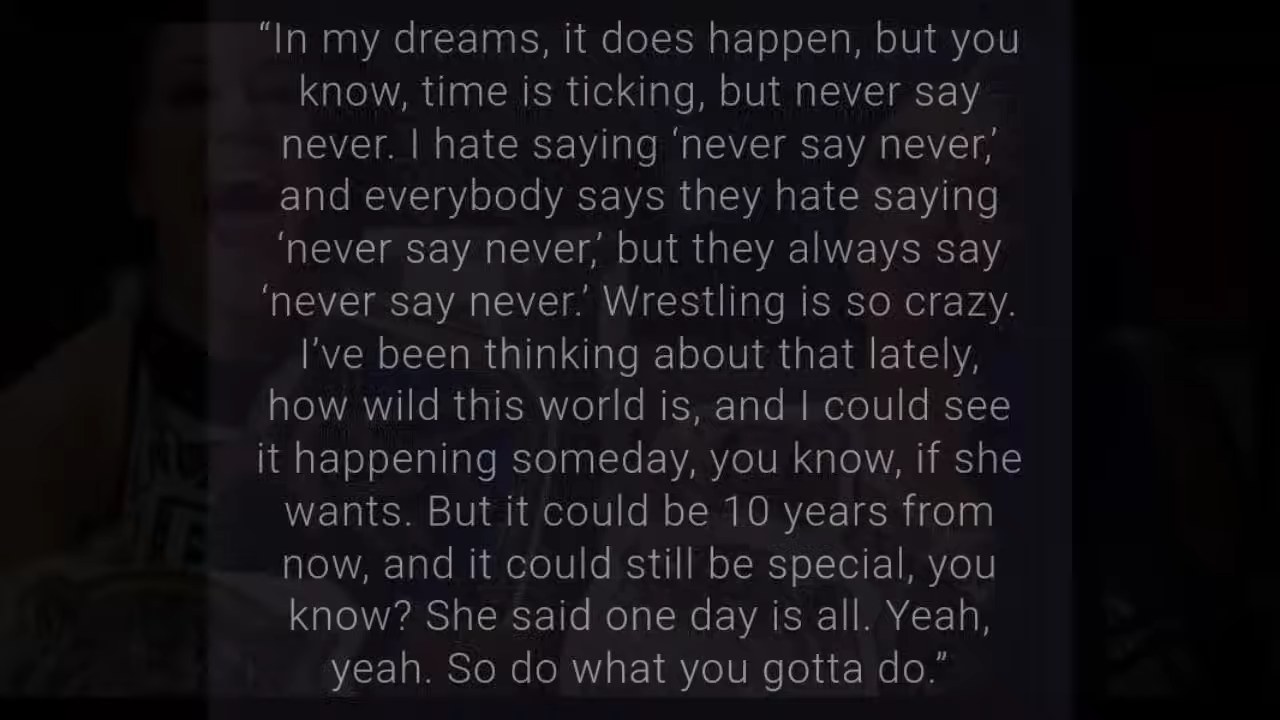 “In my dreams, it does happen, but you
know, time is ticking, but never say
never. I hate saying ‘never say never,’
and everybody says they hate saying
‘never say never,’ but they always say
‘never say never.’ Wrestling is so crazy.
I’ve been thinking about that lately,
how wild this world is, and I could see
it happening someday, you know, if she
wants. But it could be 10 years from
now, and it could still be special, you
know? She said one day is all. Yeah,
yeah. So do what you gotta do.”